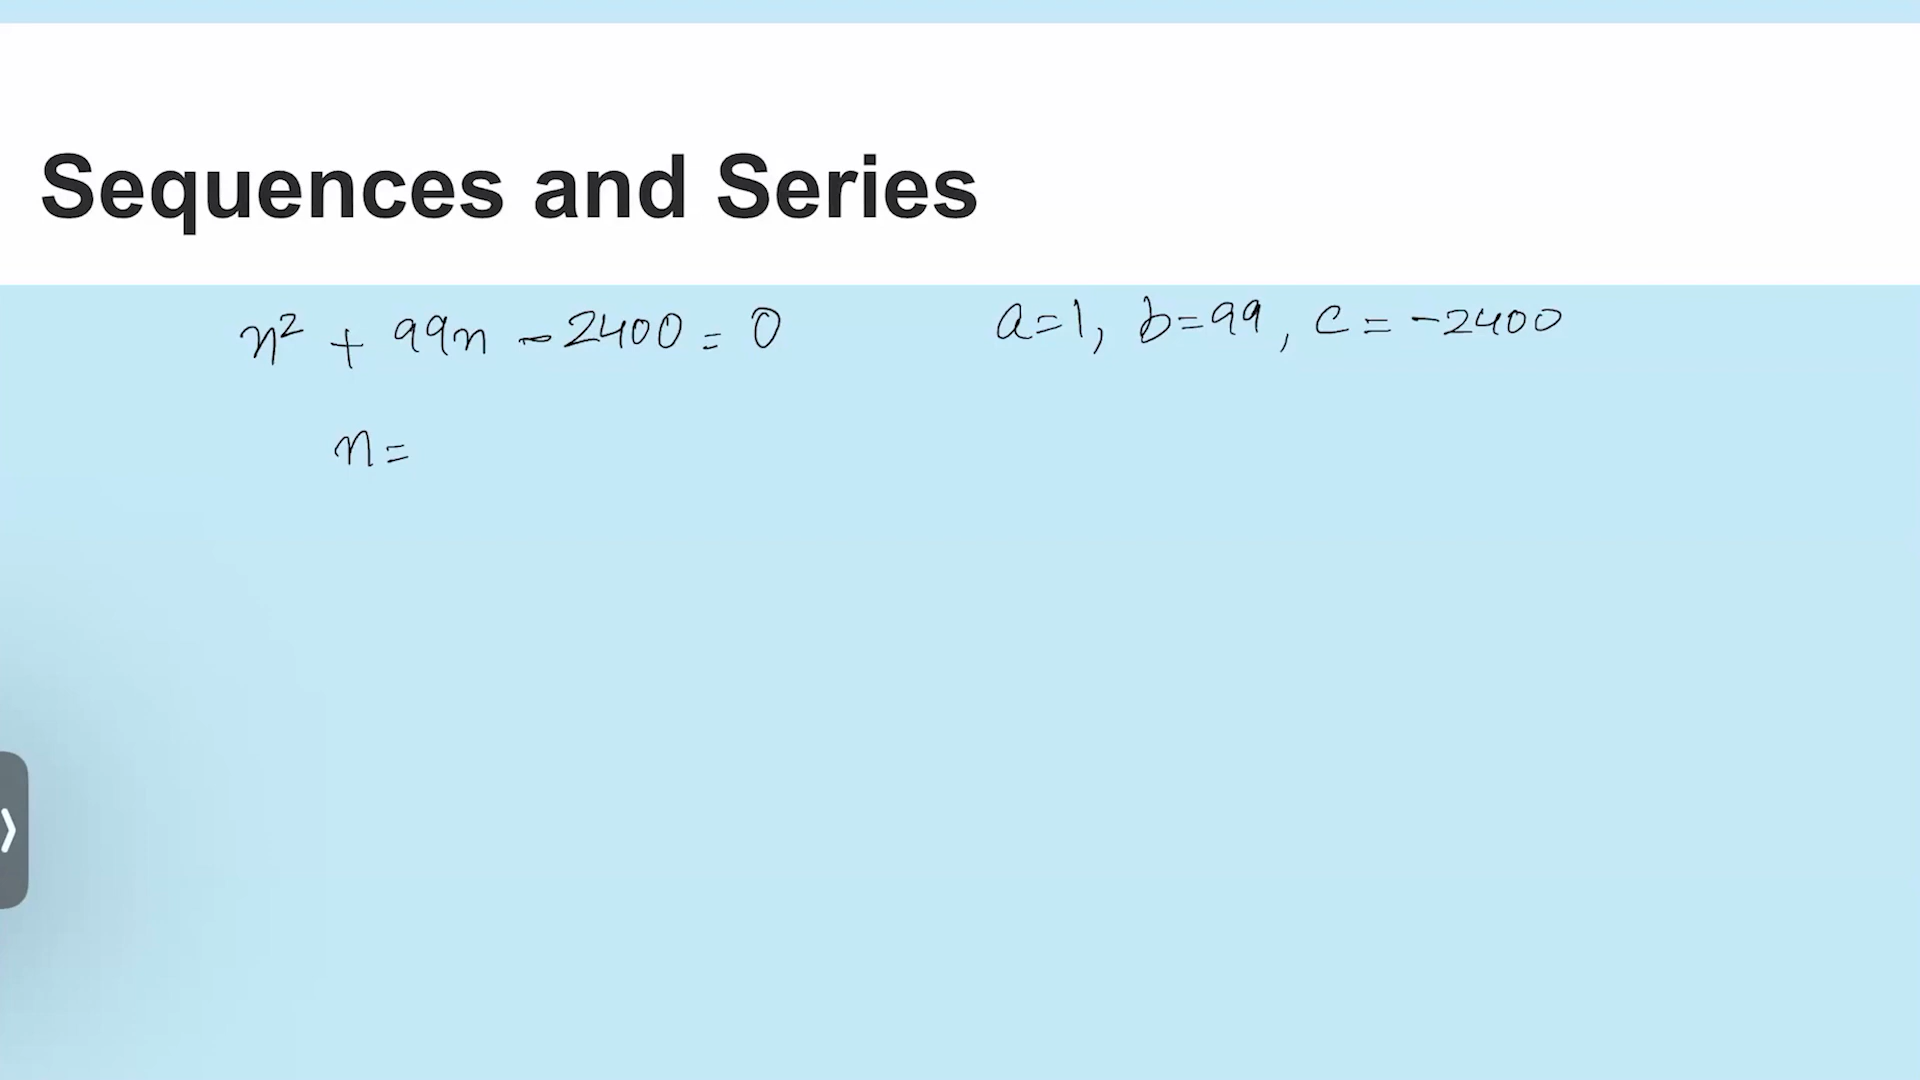 Sequences and Series
n² + 99n - 2400 = 0
a=1, b=99, c = -2400
n=